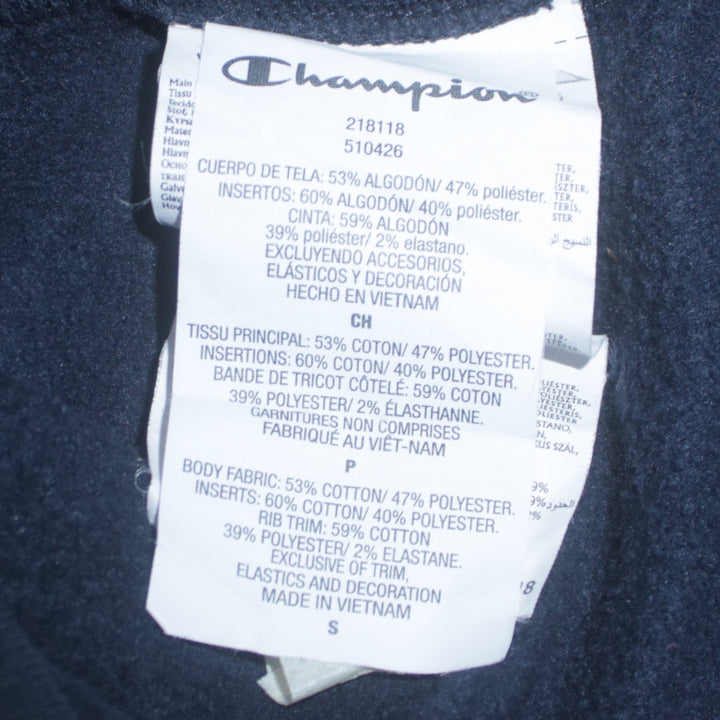 Champion®
218118
510426
CUERPO DE TELA: 53% ALGODÓN/ 47% poliéster.
INSERTOS: 60% ALGODÓN/ 40% poliéster.
CINTA: 59% ALGODÓN
39% poliéster/ 2% elastano.
EXCLUYENDO ACCESORIOS,
ELÁSTICOS Y DECORACIÓN
HECHO EN VIETNAM
CH
TISSU PRINCIPAL: 53% COTON/ 47% POLYESTER.
INSERTIONS: 60% COTON/ 40% POLYESTER.
BANDE DE TRICOT CÔTELÉ: 59% COTON
39% POLYESTER/ 2% ÉLASTHANNE.
GARNITURES NON COMPRISES
FABRIQUÉ AU VIÊT-NAM
P
BODY FABRIC: 53% COTTON/ 47% POLYESTER.
INSERTS: 60% COTTON/ 40% POLYESTER.
RIB TRIM: 59% COTTON
39% POLYESTER/ 2% ELASTANE.
EXCLUSIVE OF TRIM,
ELASTICS AND DECORATION
MADE IN VIETNAM
S
Main
Tissu